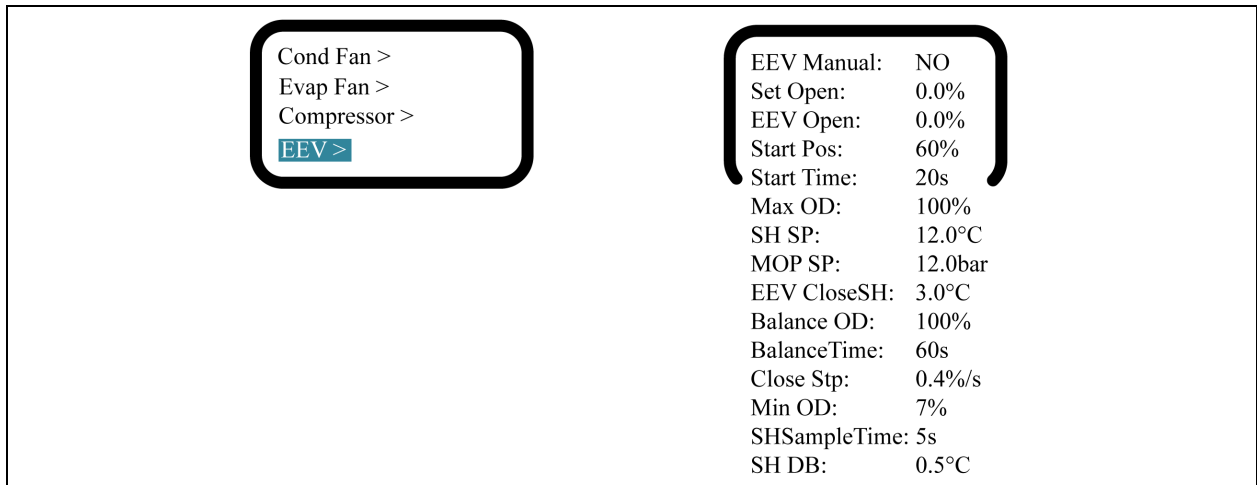 Cond Fan >
Evap Fan >
Compressor >
EEV >
EEV Manual: NO
Set Open: 0.0%
EEV Open: 0.0%
Start Pos: 60%
Start Time: 20s
Max OD: 100%
SH SP: 12.0°C
MOP SP: 12.0bar
EEV CloseSH: 3.0°C
Balance OD: 100%
BalanceTime: 60s
Close Stp: 0.4%/s
Min OD: 7%
SHSampleTime: 5s
SH DB: 0.5°C